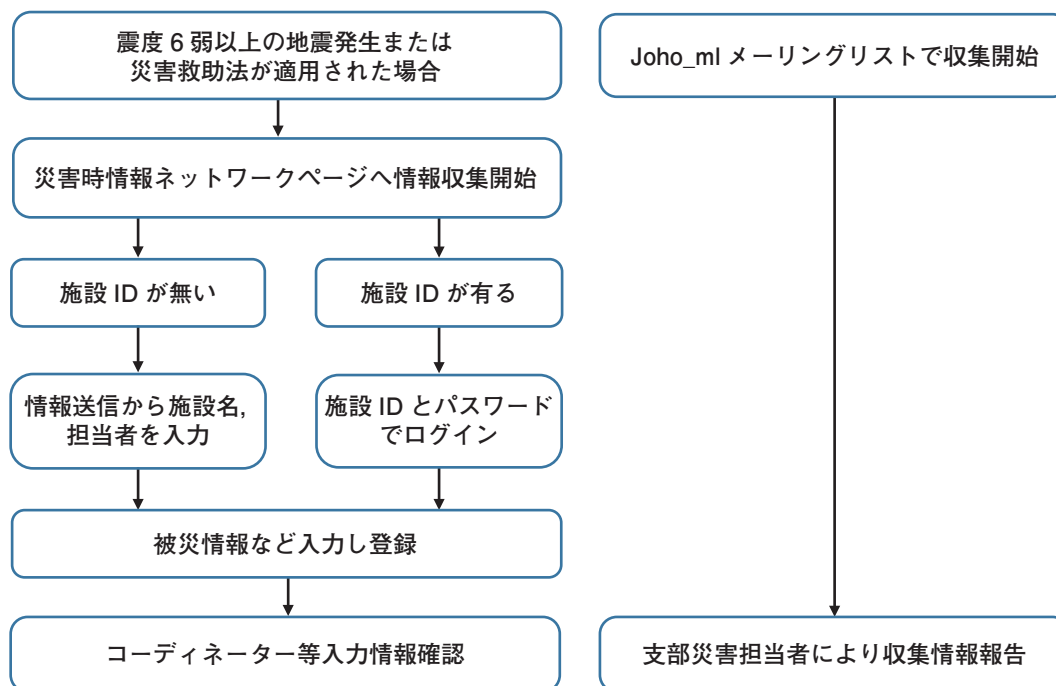 震度 6 弱以上の地震発生または
災害救助法が適用された場合
Joho_ml メーリングリストで収集開始
災害時情報ネットワークページへ情報収集開始
施設 ID が無い
施設 ID が有る
情報送信から施設名,
担当者を入力
施設 ID とパスワード
でログイン
被災情報など入力し登録
コーディネーター等入力情報確認
支部災害担当者により収集情報報告